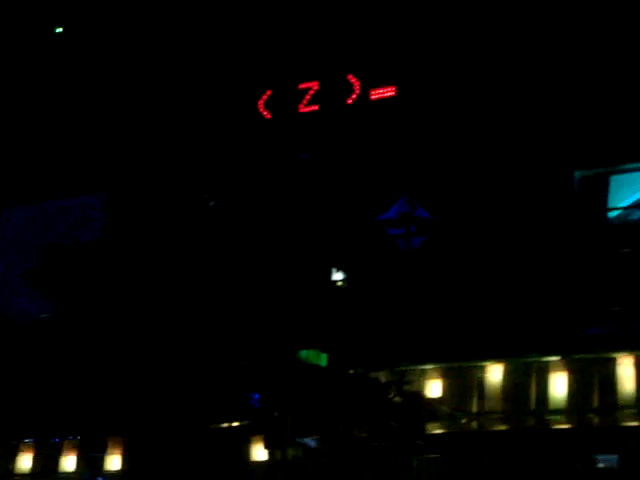 ( Z ) =